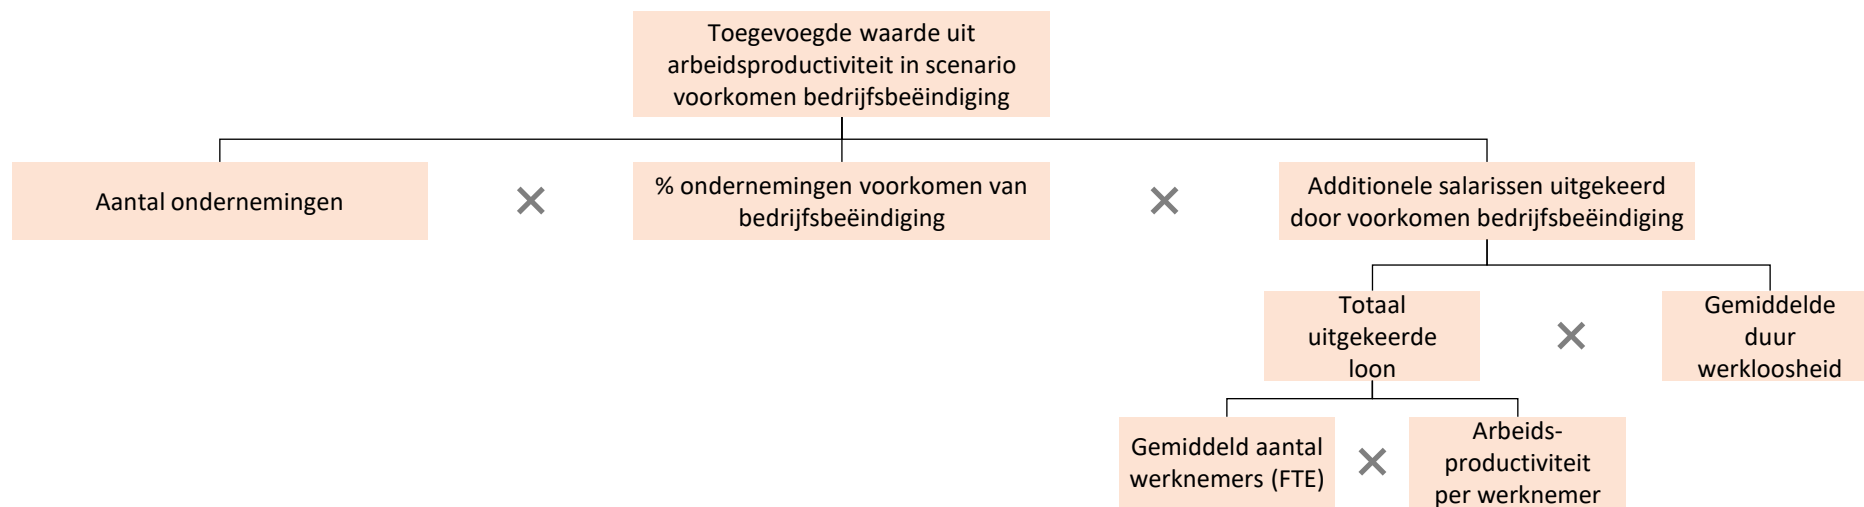 Toegevoegde waarde uit
arbeidsproductiviteit in scenario
voorkomen bedrijfsbeëindiging
Aantal ondernemingen
% ondernemingen voorkomen van
bedrijfsbeëindiging
Additionele salarissen uitgekeerd
door voorkomen bedrijfsbeëindiging
Totaal
uitgekeerde
loon
Gemiddelde
duur
werkloosheid
Gemiddeld aantal
werknemers (FTE)
Arbeids-
productiviteit
per werknemer